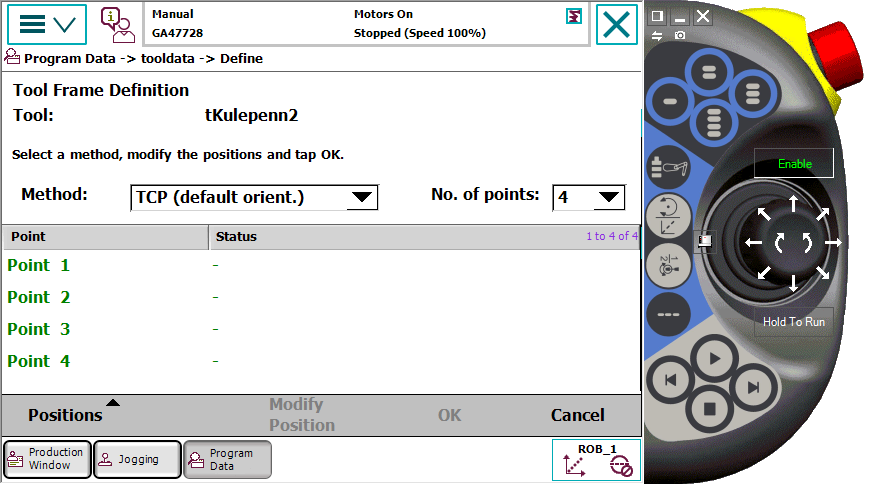 Manual
GA47728
Motors On
Stopped (Speed 100%)
Program Data -> tooldata -> Define
Tool Frame Definition
Tool: tKulepenn2
Select a method, modify the positions and tap OK.
Method: TCP (default orient.) No. of points: 4
Point Status 1 to 4 of 4
Point 1 -
Point 2 -
Point 3 -
Point 4 -
Positions Modify Position OK Cancel
Production Window
Jogging
Program Data
ROB_1
Enable
Hold To Run